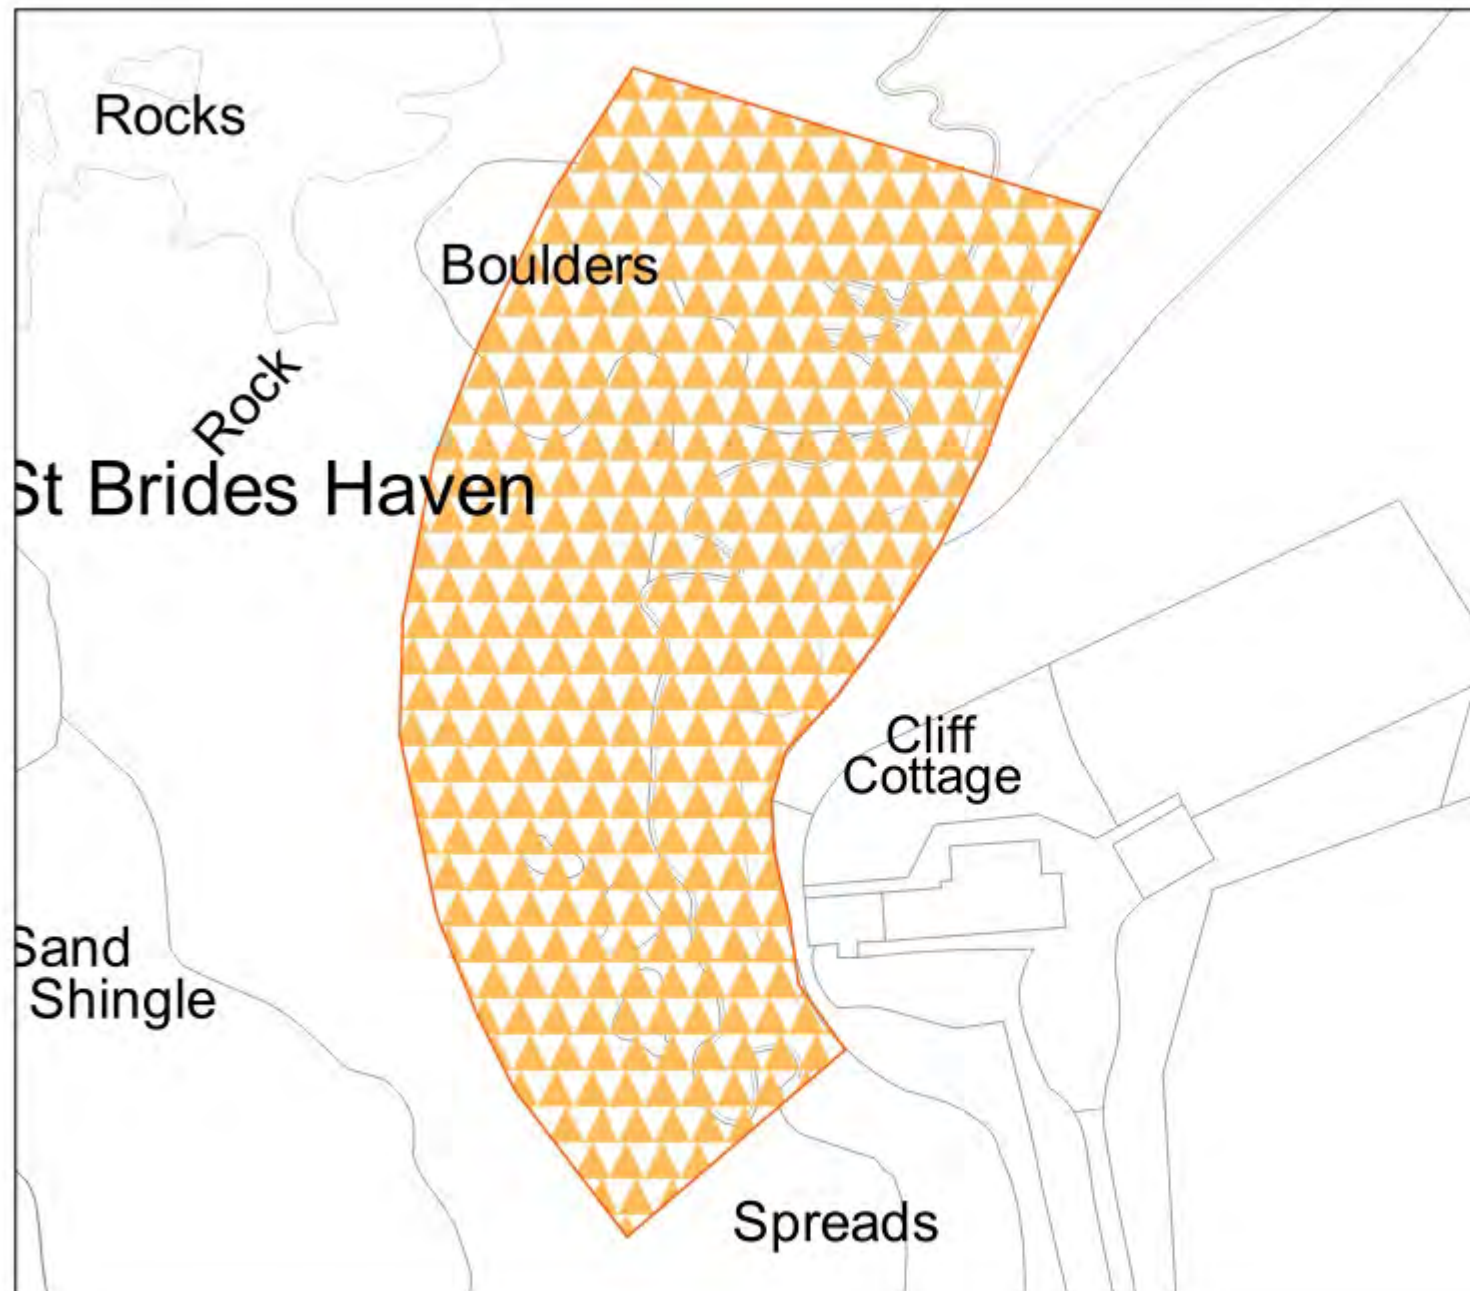 Rocks
Boulders
Rock
St Brides Haven
Cliff
Cottage
Sand
Shingle
Spreads